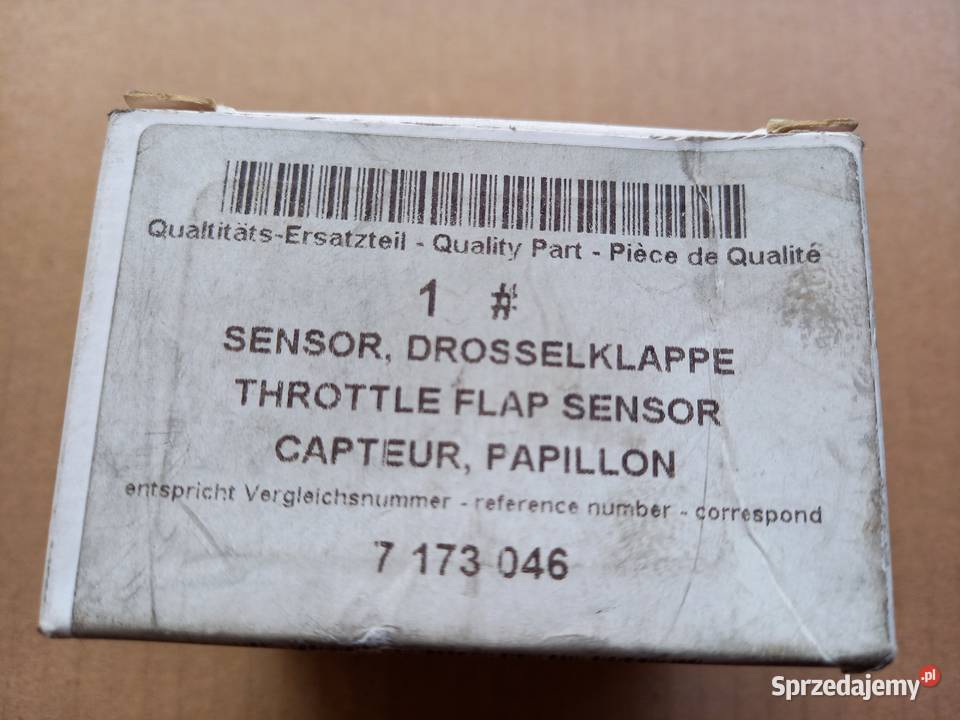 Qualtitäts-Ersatzteil - Quality Part - Pièce de Qualité
1 #
SENSOR, DROSSELKLAPPE
THROTTLE FLAP SENSOR
CAPTEUR, PAPILLON
entspricht Vergleichsnummer - reference number - correspond
7 173 046
Sprzedajemy.pl